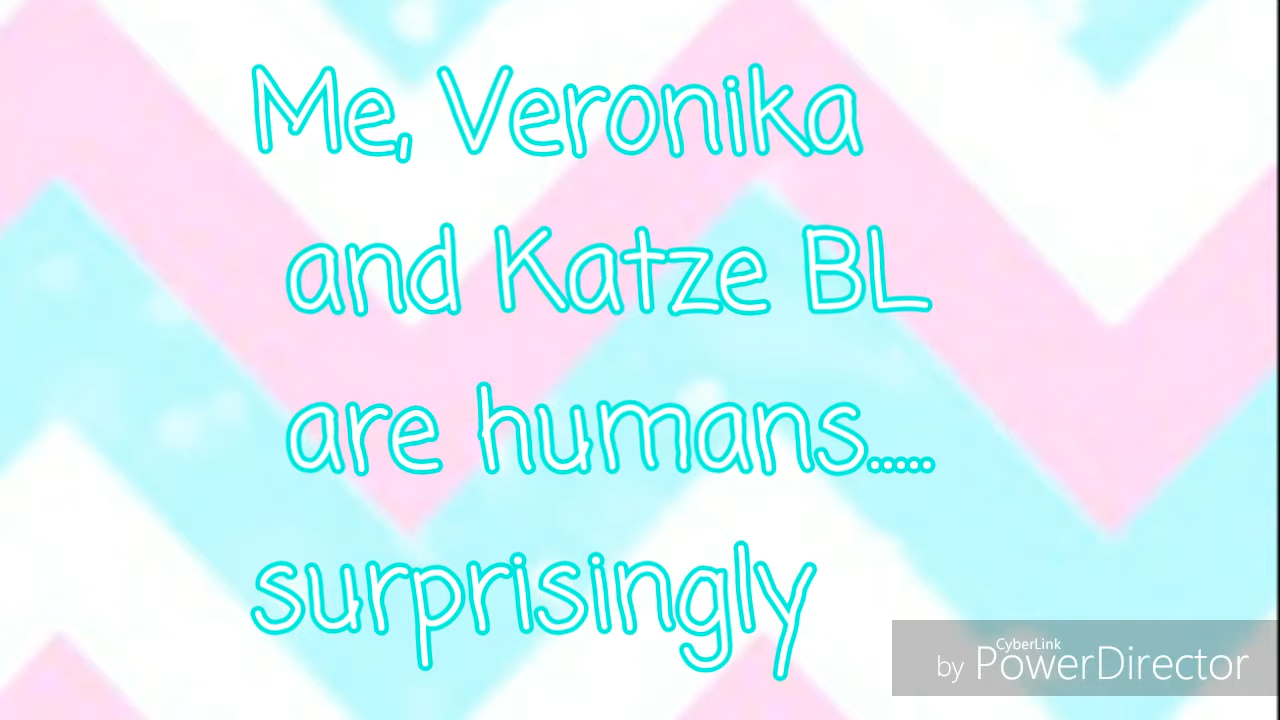 Me, Veronika
and Katze BL
are humans.....
surprisingly
CyberLink
by PowerDirector